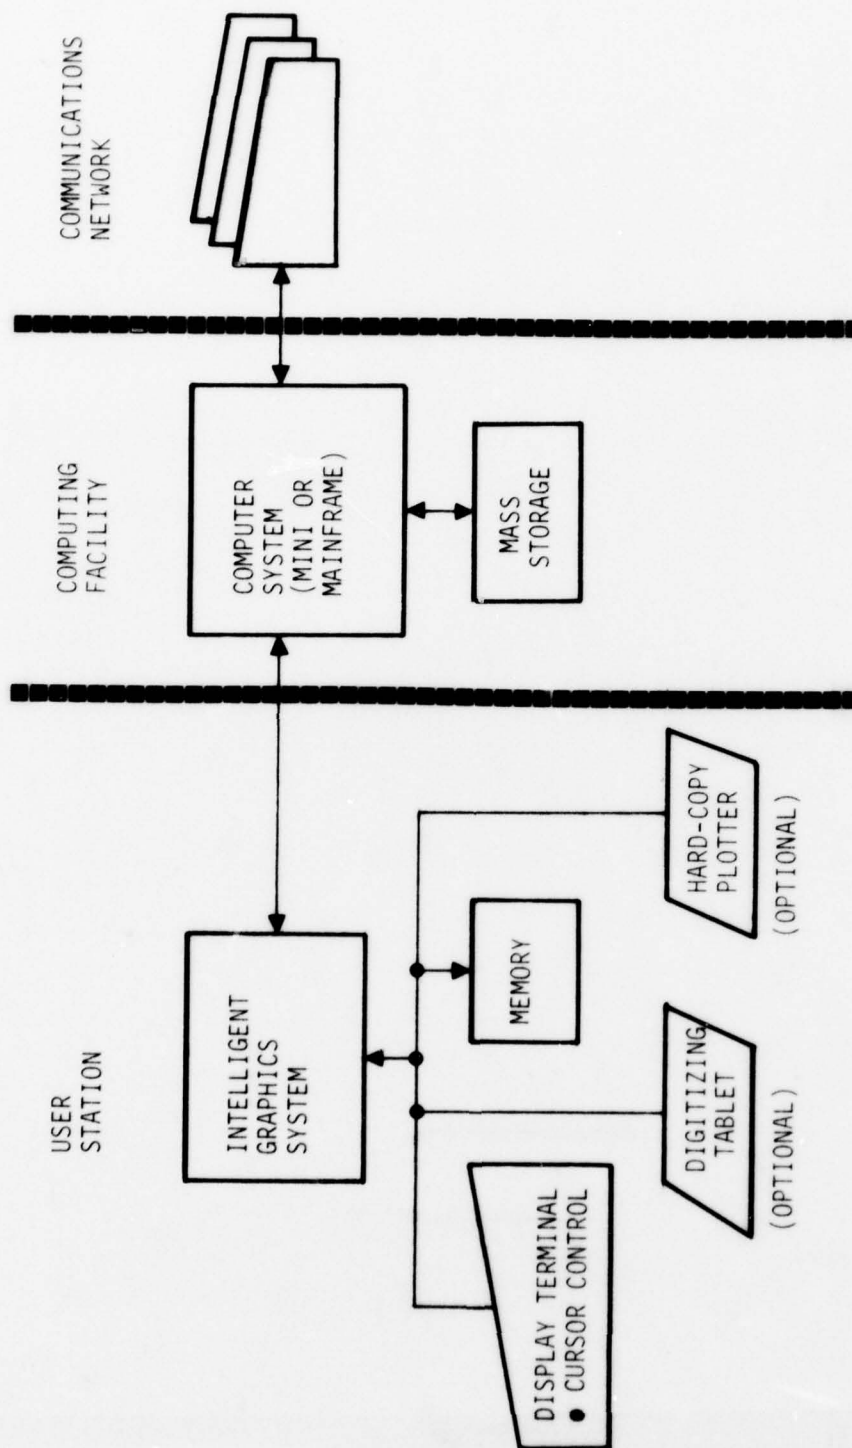 USER
STATION
COMPUTING
FACILITY
COMMUNICATIONS
NETWORK
INTELLIGENT
GRAPHICS
SYSTEM
COMPUTER
SYSTEM
(MINI OR
MAINFRAME)
DISPLAY TERMINAL
● CURSOR CONTROL
MEMORY
MASS
STORAGE
DIGITIZING
TABLET
(OPTIONAL)
HARD-COPY
PLOTTER
(OPTIONAL)